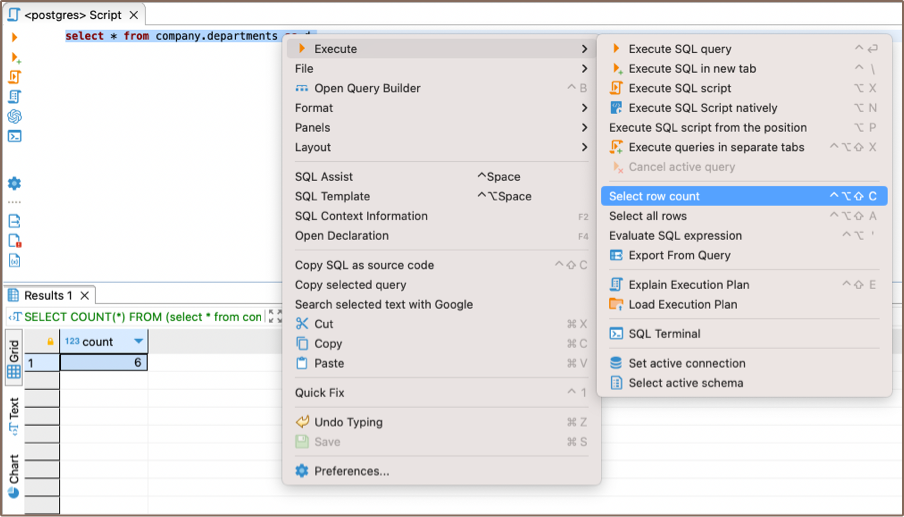 <postgres> Script
select * from company.departments as d
Execute
File
Open Query Builder ^ B
Format
Panels
Layout
SQL Assist ^Space
SQL Template ^⌥Space
SQL Context Information F2
Open Declaration F4
Copy SQL as source code ^⇧ C
Copy selected query
Search selected text with Google
Cut ⌘ X
Copy ⌘ C
Paste ⌘ V
Quick Fix ^ 1
Undo Typing ⌘ Z
Save ⌘ S
Preferences...
Execute SQL query ^ ⏎
Execute SQL in new tab ^ \
Execute SQL script ⌥ X
Execute SQL Script natively ⌥ N
Execute SQL script from the position ⌥ P
Execute queries in separate tabs ^⌥⇧ X
Cancel active query
Select row count ^⌥⇧ C
Select all rows ^⌥⇧ A
Evaluate SQL expression ^⌥ '
Export From Query
Explain Execution Plan ^⇧ E
Load Execution Plan
SQL Terminal
Set active connection
Select active schema
Results 1
SELECT COUNT(*) FROM (select * from con
Grid
Text
Chart
123 count
1 6